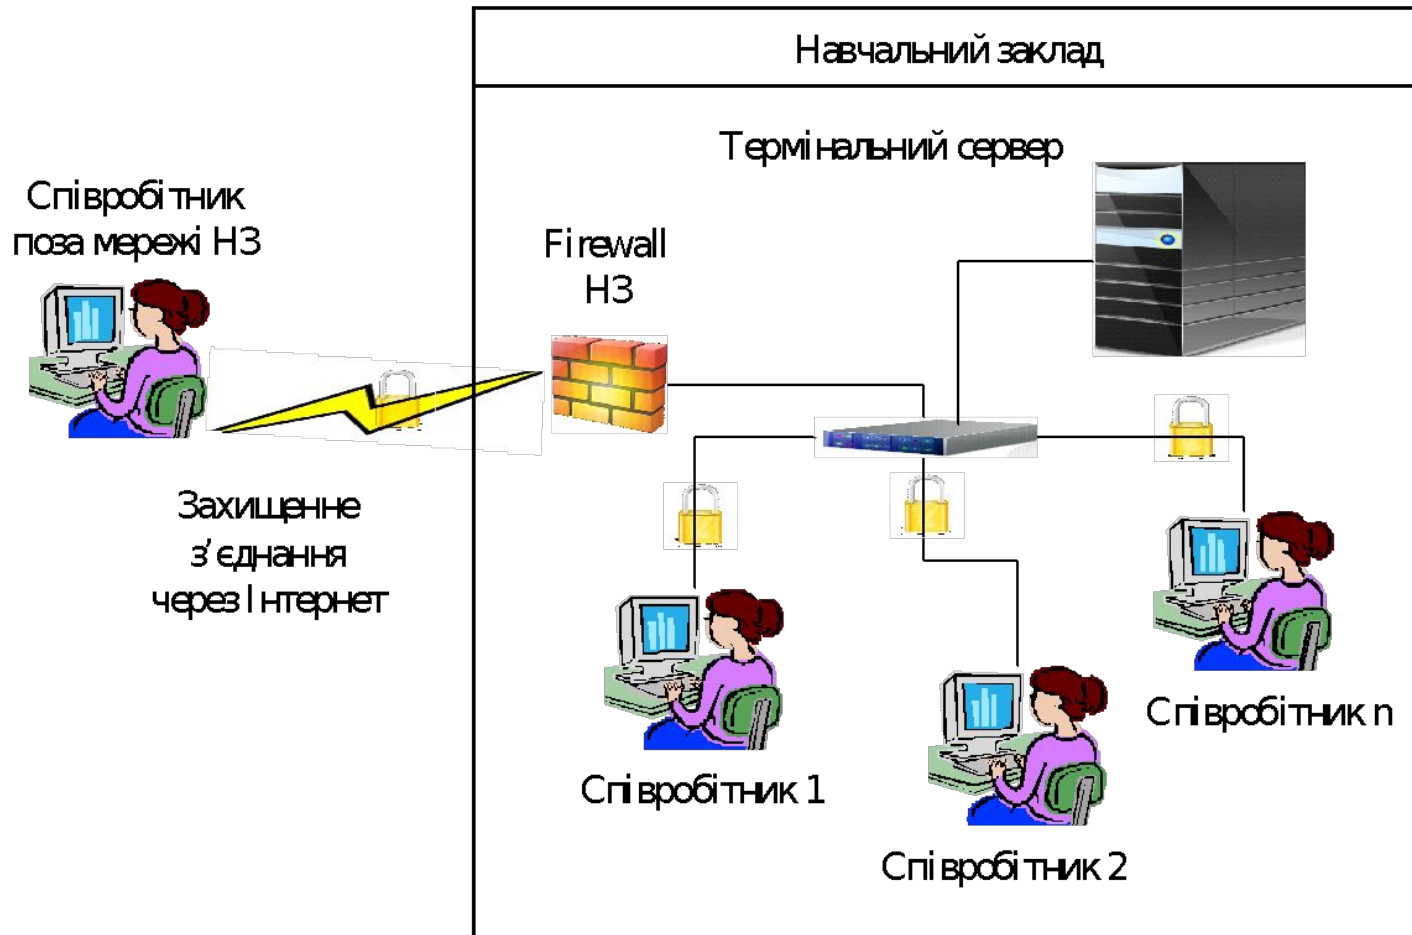 Навчальний заклад
Термінальний сервер
Співробітник
поза мережі НЗ
Firewall
НЗ
Захищенне
з'єднання
через Інтернет
Співробітник n
Співробітник 1
Співробітник 2